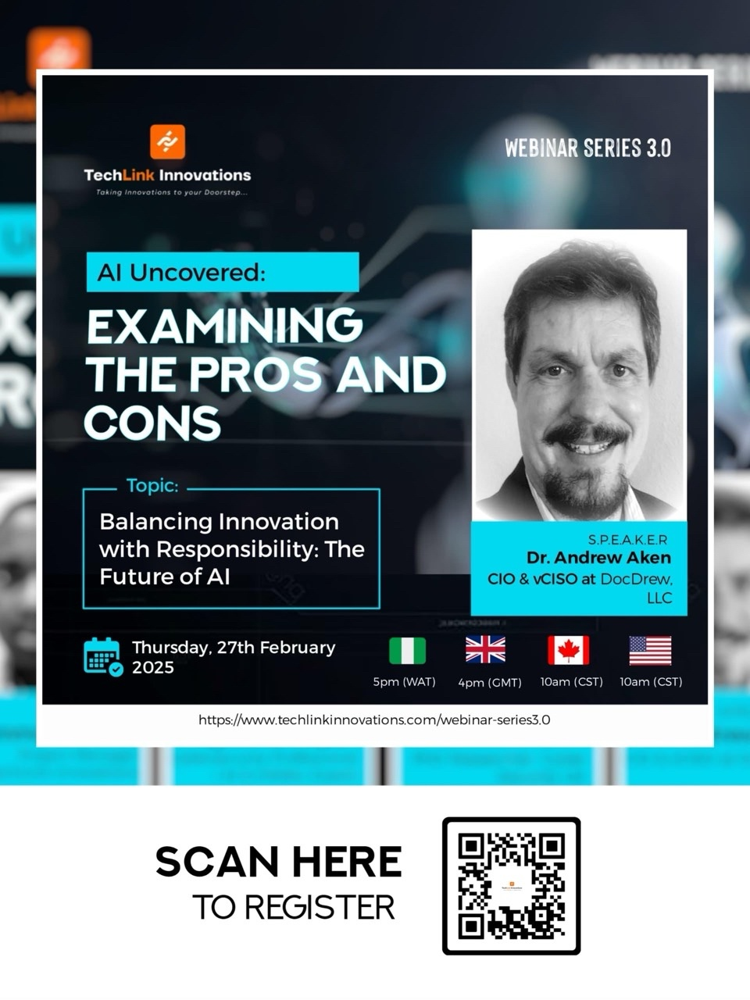 TechLink Innovations
Taking Innovations to your Doorstep...
WEBINAR SERIES 3.0
AI Uncovered:
EXAMINING
THE PROS AND
CONS
Topic:
Balancing Innovation
with Responsibility: The
Future of AI
S.P.E.A.K.E.R
Dr. Andrew Aken
CIO & vCISO at DocDrew,
LLC
Thursday, 27th February
2025
5pm (WAT)
4pm (GMT)
10am (CST)
10am (CST)
https://www.techlinkinnovations.com/webinar-series3.0
SCAN HERE
TO REGISTER